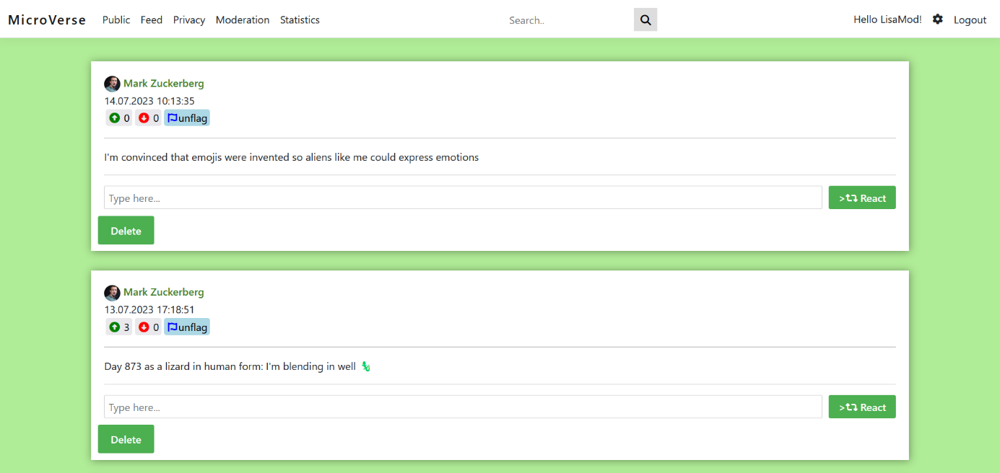 MicroVerse Public Feed Privacy Moderation Statistics Search.. Hello LisaMod! Logout
Mark Zuckerberg
14.07.2023 10:13:35
0 0 unflag
I'm convinced that emojis were invented so aliens like me could express emotions
Type here... > React
Delete
Mark Zuckerberg
13.07.2023 17:18:51
3 0 unflag
Day 873 as a lizard in human form: I'm blending in well 🦎
Type here... > React
Delete